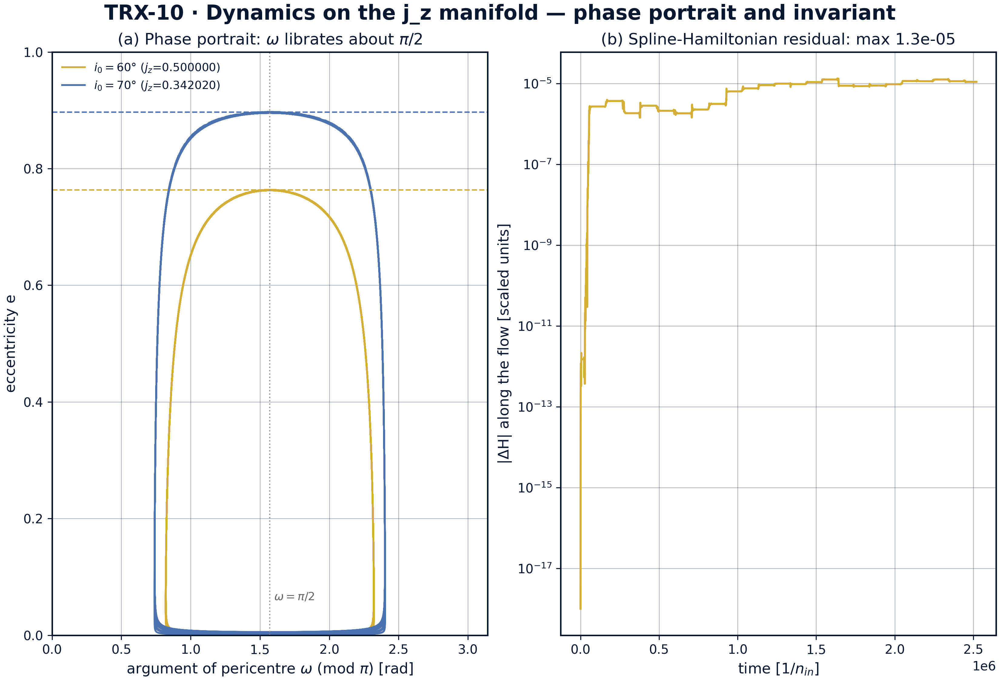 TRX-10 · Dynamics on the j_z manifold — phase portrait and invariant
(a) Phase portrait: ω librates about π/2
i₀ = 60° (j_z=0.500000)
i₀ = 70° (j_z=0.342020)
ω = π/2
eccentricity e
1.0
0.8
0.6
0.4
0.2
0.0
0.0 0.5 1.0 1.5 2.0 2.5 3.0
argument of pericentre ω (mod π) [rad]
(b) Spline-Hamiltonian residual: max 1.3e-05
|ΔH| along the flow [scaled units]
10⁻⁵
10⁻⁷
10⁻⁹
10⁻¹¹
10⁻¹³
10⁻¹⁵
10⁻¹⁷
0.0 0.5 1.0 1.5 2.0 2.5
1e6
time [1/n_in]